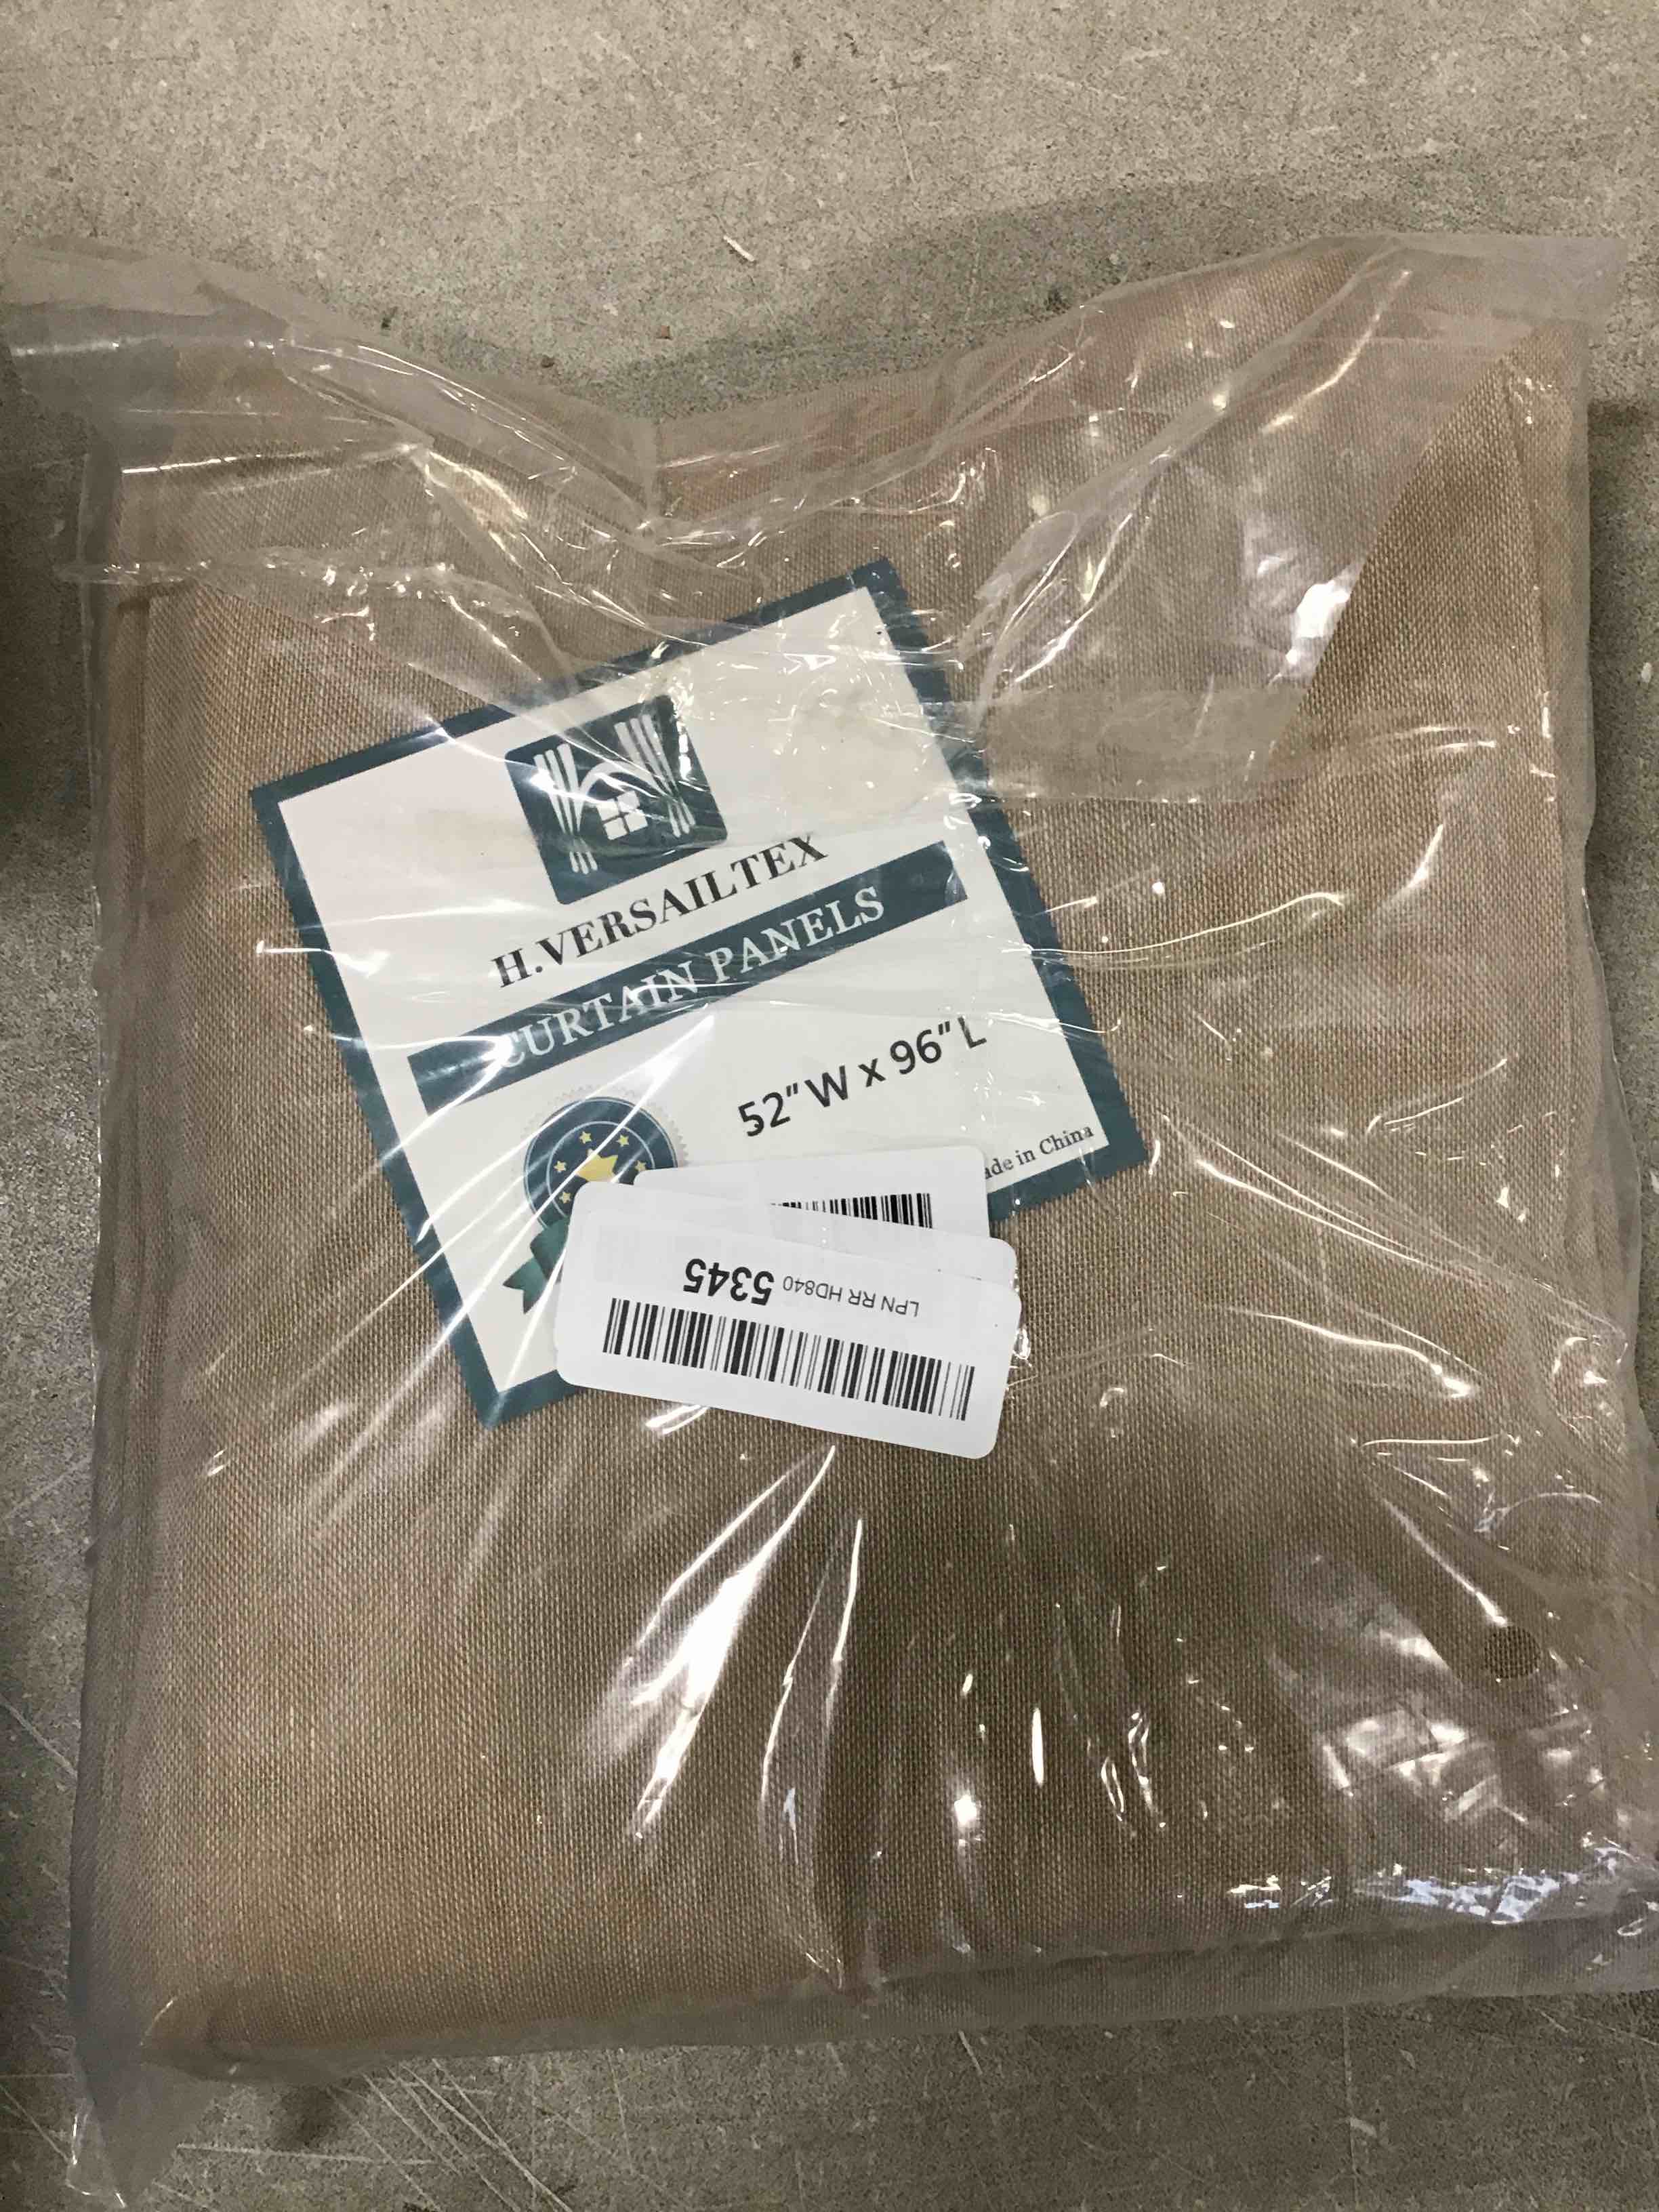 H.VERSAILTEX
CURTAIN PANELS
52" W x 96" L
ade in China
LPN RR HD840 5345